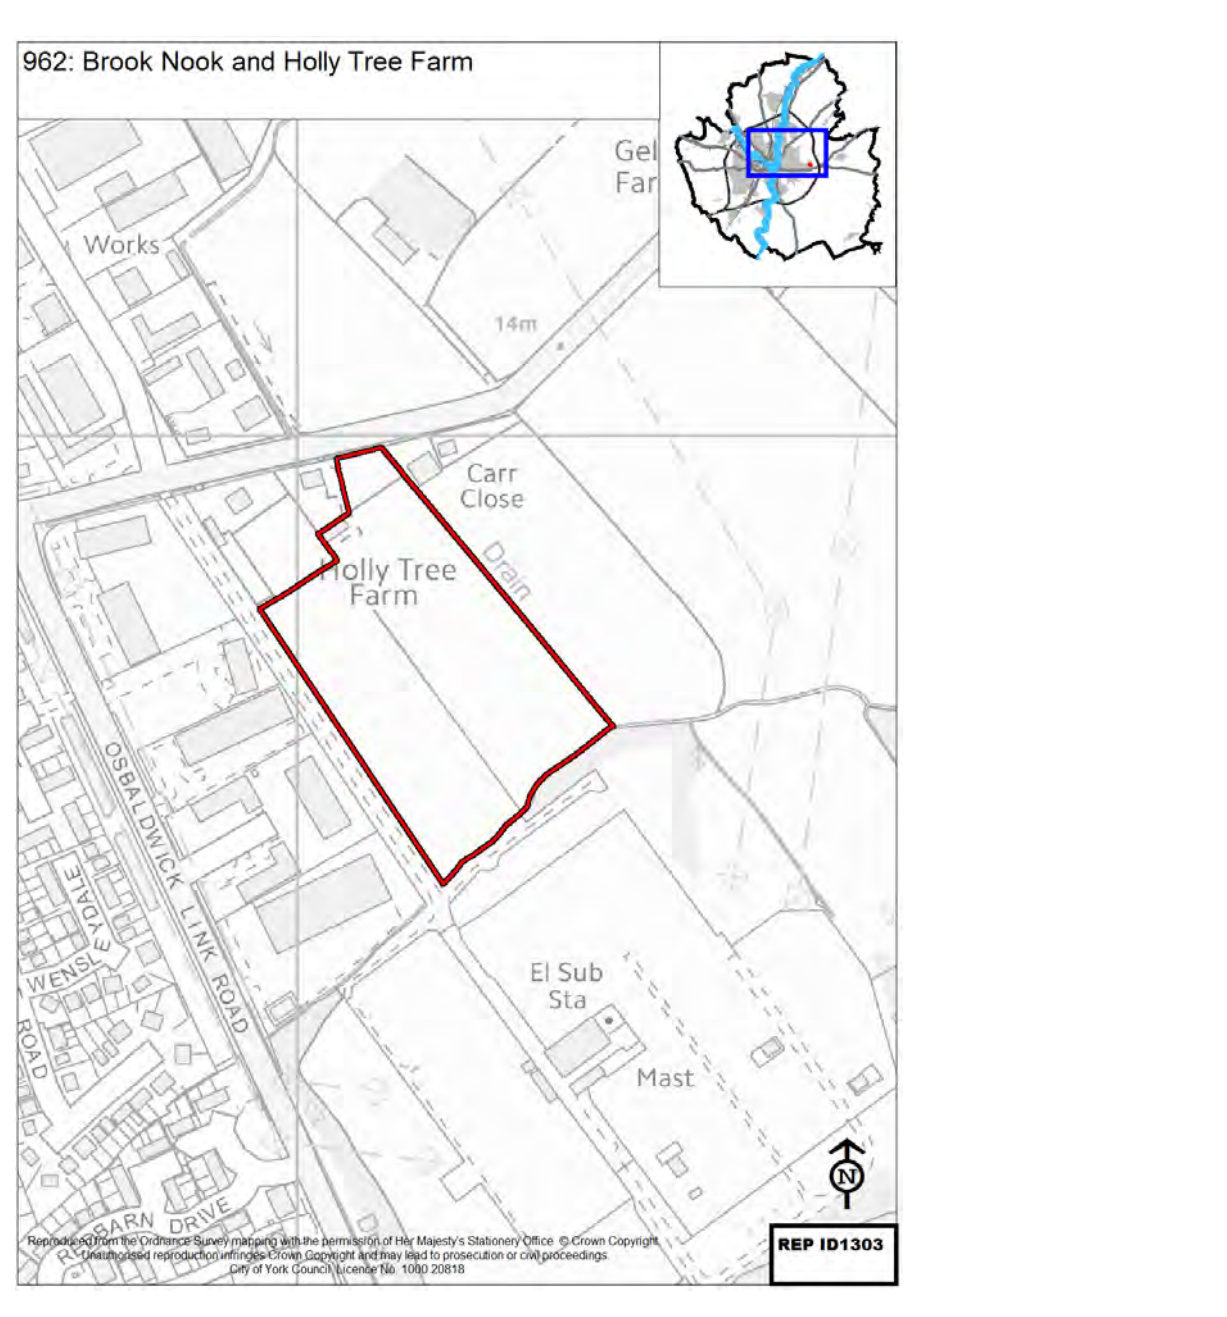 962: Brook Nook and Holly Tree Farm
Gel
Far
Works
14m
Carr
Close
Drain
Holly Tree
Farm
OSBALDWICK LINK ROAD
WENSLEYDALE
ROAD
El Sub
Sta
Mast
BARN DRIVE
N
REP ID1303
Reproduced from the Ordnance Survey mapping with the permission of Her Majesty's Stationery Office © Crown Copyright.
Unauthorised reproduction infringes Crown Copyright and may lead to prosecution or civil proceedings.
City of York Council. Licence No. 1000 20818